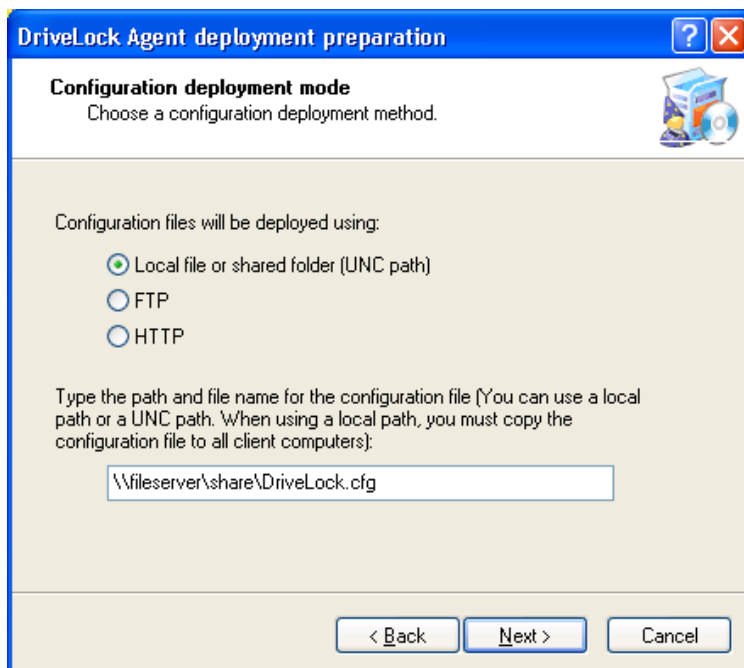 DriveLock Agent deployment preparation
Configuration deployment mode
Choose a configuration deployment method.
Configuration files will be deployed using:
Local file or shared folder (UNC path)
FTP
HTTP
Type the path and file name for the configuration file (You can use a local
path or a UNC path. When using a local path, you must copy the
configuration file to all client computers):
\\fileserver\share\DriveLock.cfg
< Back Next > Cancel